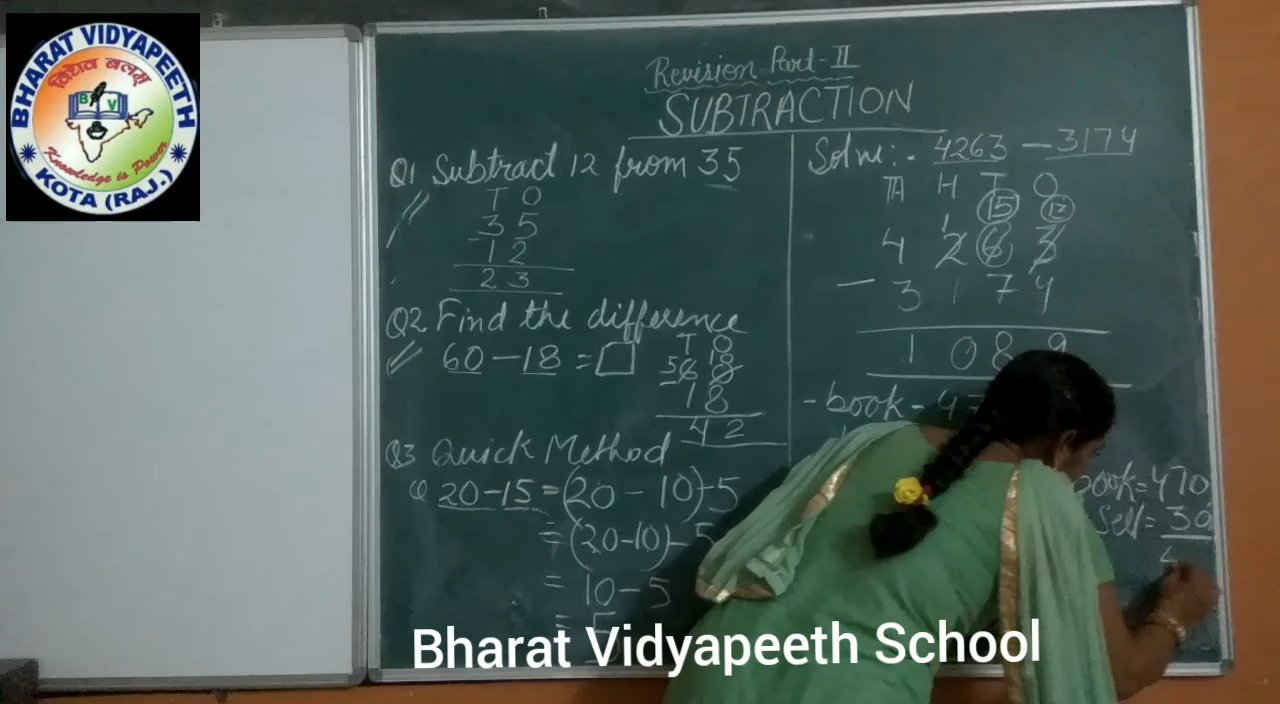 BHARAT VIDYAPEETH
विद्यैव बलम्
B V
Knowledge is Power
KOTA (RAJ.)
Revision Part-II
SUBTRACTION
Q1 Subtract 12 from 35
T O
3 5
- 1 2
2 3
Q2 Find the difference
60 - 18 = □
T O
5 10
6 0
- 1 8
4 2
Q3 Quick Method
20-15 = (20 - 10) - 5
= (20-10) - 5
= 10 - 5
= 5
Solve:- 4263 - 3174
TH H T O
15 13
1
4 2 6 3
- 3 1 7 4
1 0 8 9
- book - 4
book = 470
Self = 30
Bharat Vidyapeeth School